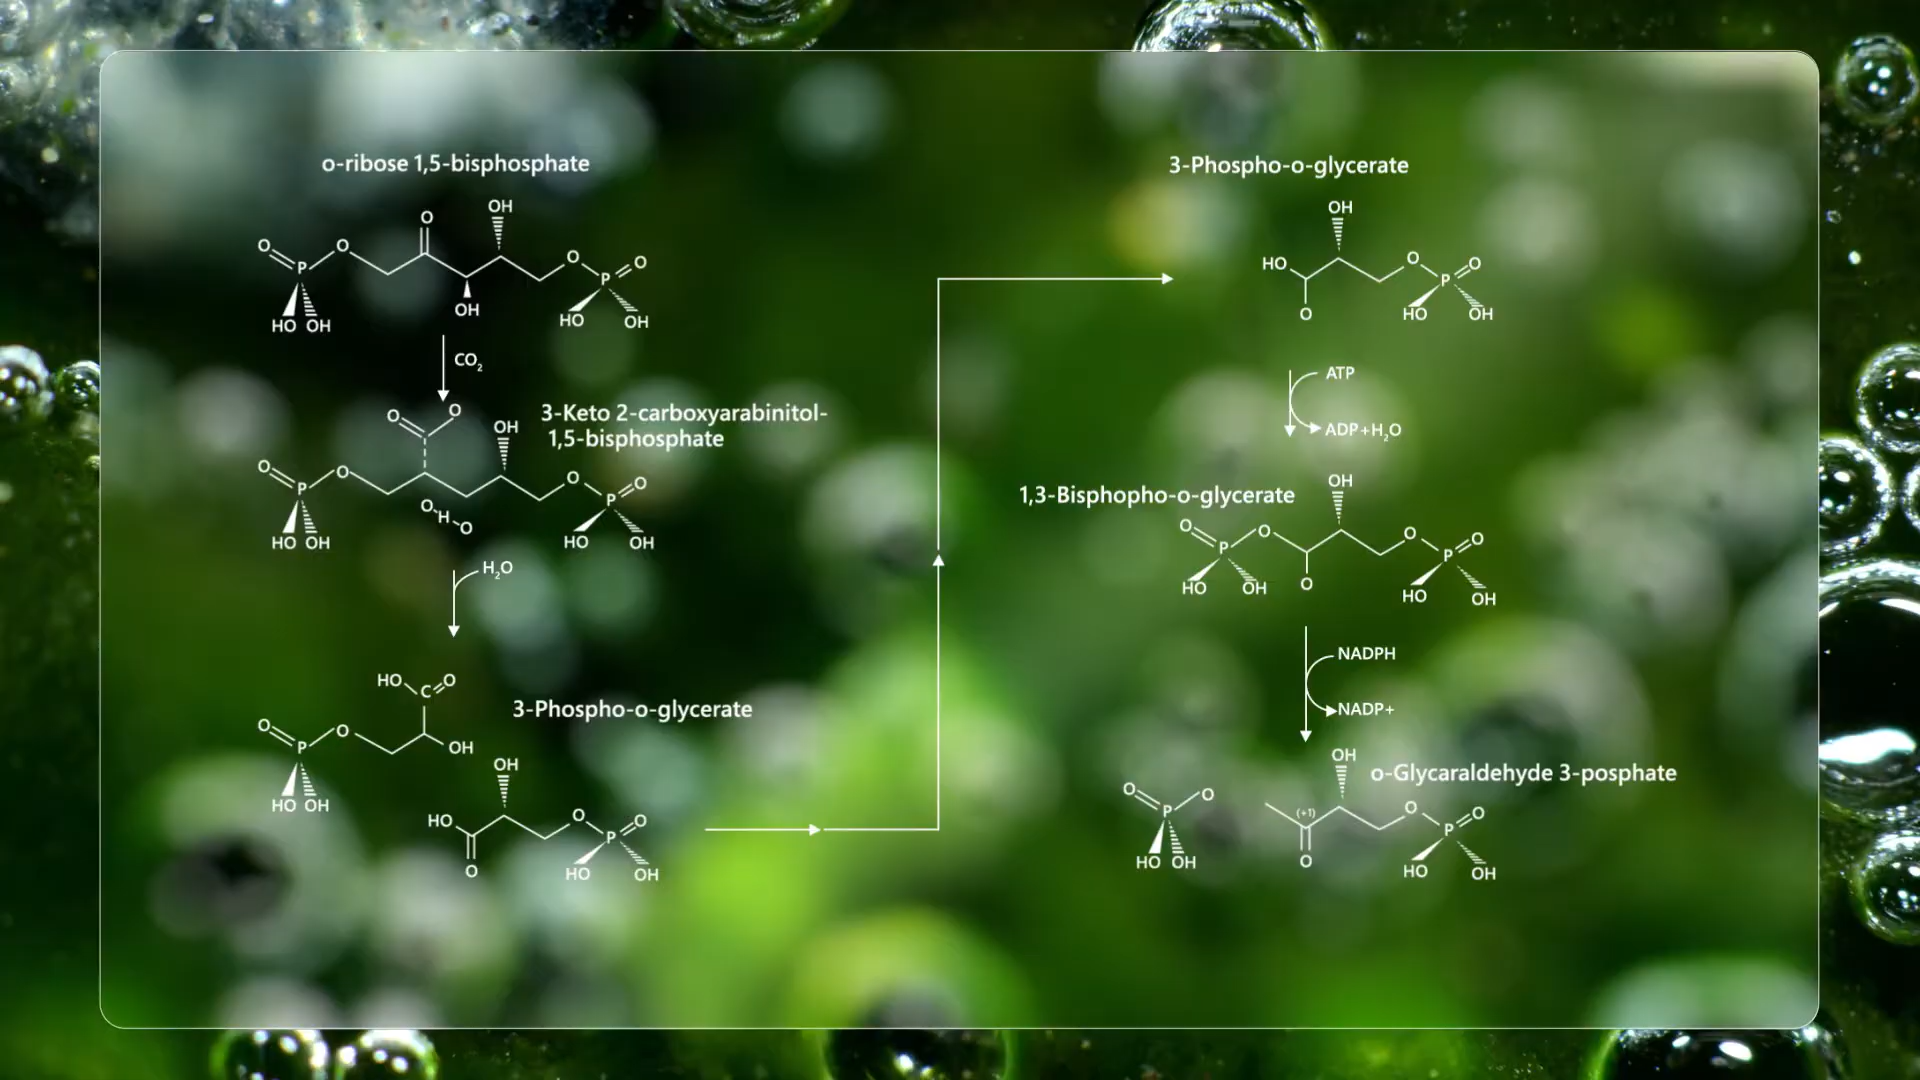 o-ribose 1,5-bisphosphate
O
OH
O
O
O
O
P
P
HO
OH
OH
HO
OH
CO2
O
O
3-Keto 2-carboxyarabinitol-
1,5-bisphosphate
OH
O
O
O
O
P
P
O
H
O
HO
OH
HO
OH
H2O
HO
C
O
3-Phospho-o-glycerate
O
O
P
OH
HO
OH
OH
HO
O
P
O
O
HO
OH
3-Phospho-o-glycerate
OH
HO
O
P
O
O
HO
OH
ATP
ADP+H2O
1,3-Bisphopho-o-glycerate
OH
O
O
O
O
P
P
HO
OH
O
HO
OH
NADPH
NADP+
OH
o-Glycaraldehyde 3-posphate
O
O
P
(+1)
O
O
P
HO
OH
O
HO
OH